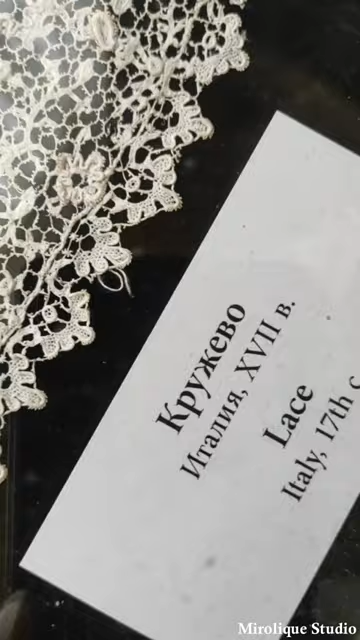 Кружево
Италия, XVII в.
Lace
Italy, 17th c
Mirolique Studio